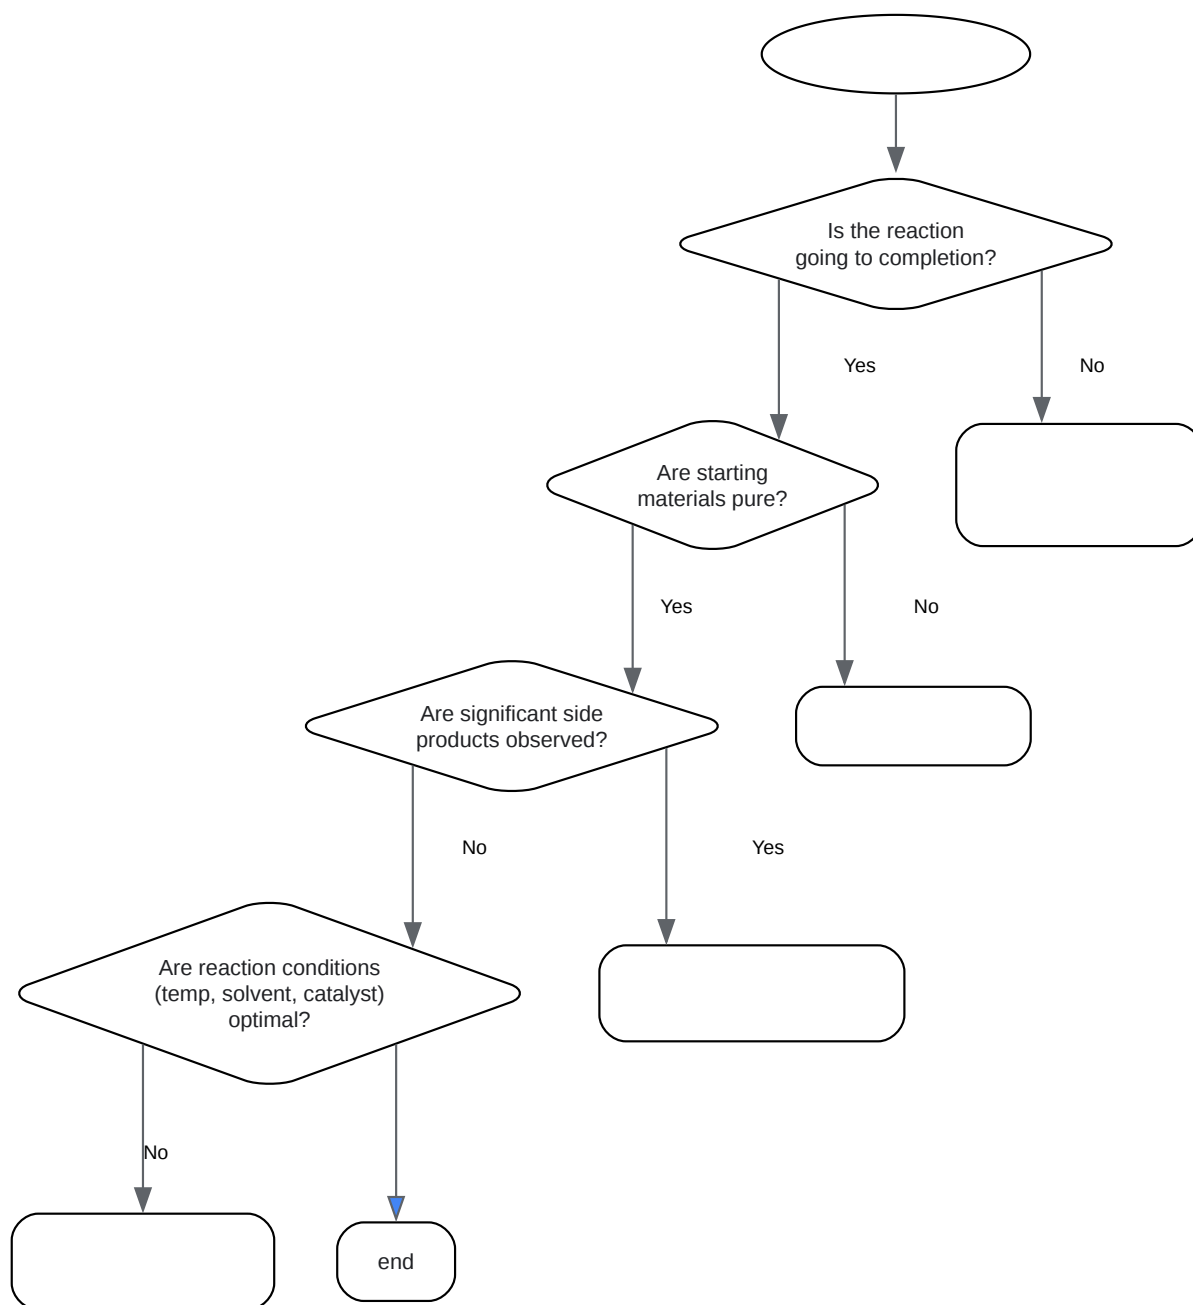 Is the reaction
going to completion?
Yes
No
Are starting
materials pure?
Yes
No
Are significant side
products observed?
No
Yes
Are reaction conditions
(temp, solvent, catalyst)
optimal?
No
end